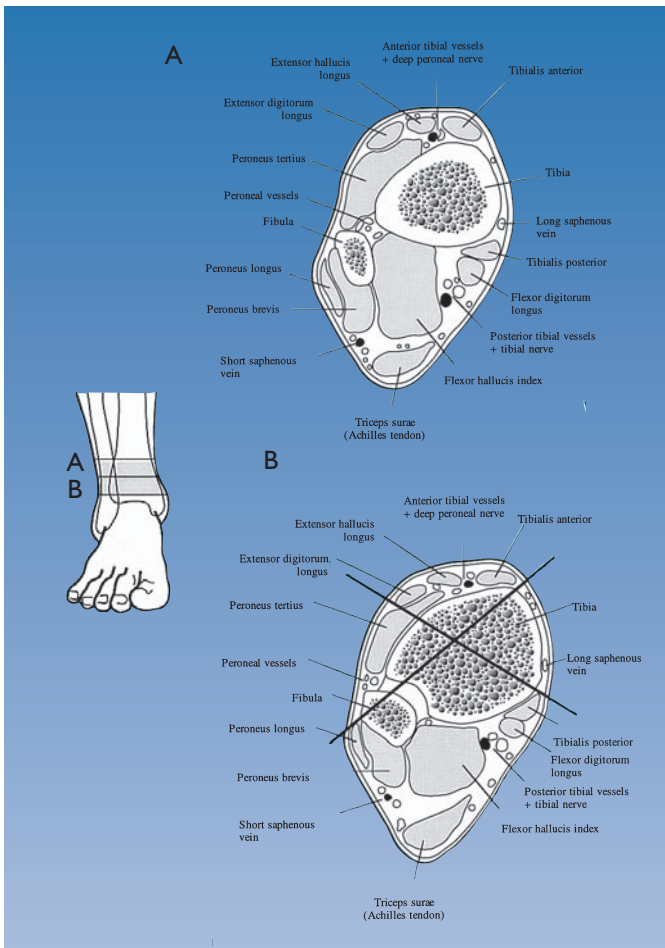 A
Anterior tibial vessels
+ deep peroneal nerve
Extensor hallucis
longus
Tibialis anterior
Extensor digitorum
longus
Peroneus tertius
Tibia
Peroneal vessels
Fibula
Long saphenous
vein
Peroneus longus
Tibialis posterior
Flexor digitorum
longus
Peroneus brevis
Posterior tibial vessels
+ tibial nerve
Short saphenous
vein
Flexor hallucis index
Triceps surae
(Achilles tendon)
A
B
B
Anterior tibial vessels
+ deep peroneal nerve
Extensor hallucis
longus
Tibialis anterior
Extensor digitorum.
longus
Peroneus tertius
Tibia
Peroneal vessels
Long saphenous
vein
Fibula
Peroneus longus
Tibialis posterior
Flexor digitorum
longus
Peroneus brevis
Posterior tibial vessels
+ tibial nerve
Short saphenous
vein
Flexor hallucis index
Triceps surae
(Achilles tendon)